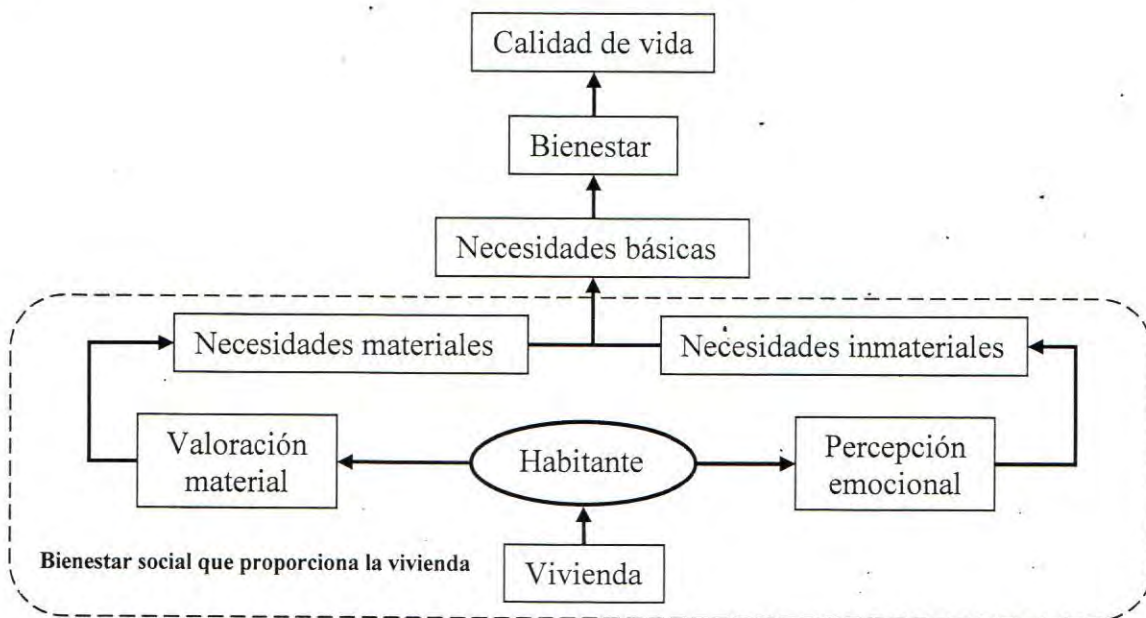 Calidad de vida
Bienestar
Necesidades básicas
Necesidades materiales
Necesidades inmateriales
Valoración
material
Habitante
Percepción
emocional
Bienestar social que proporciona la vivienda
Vivienda